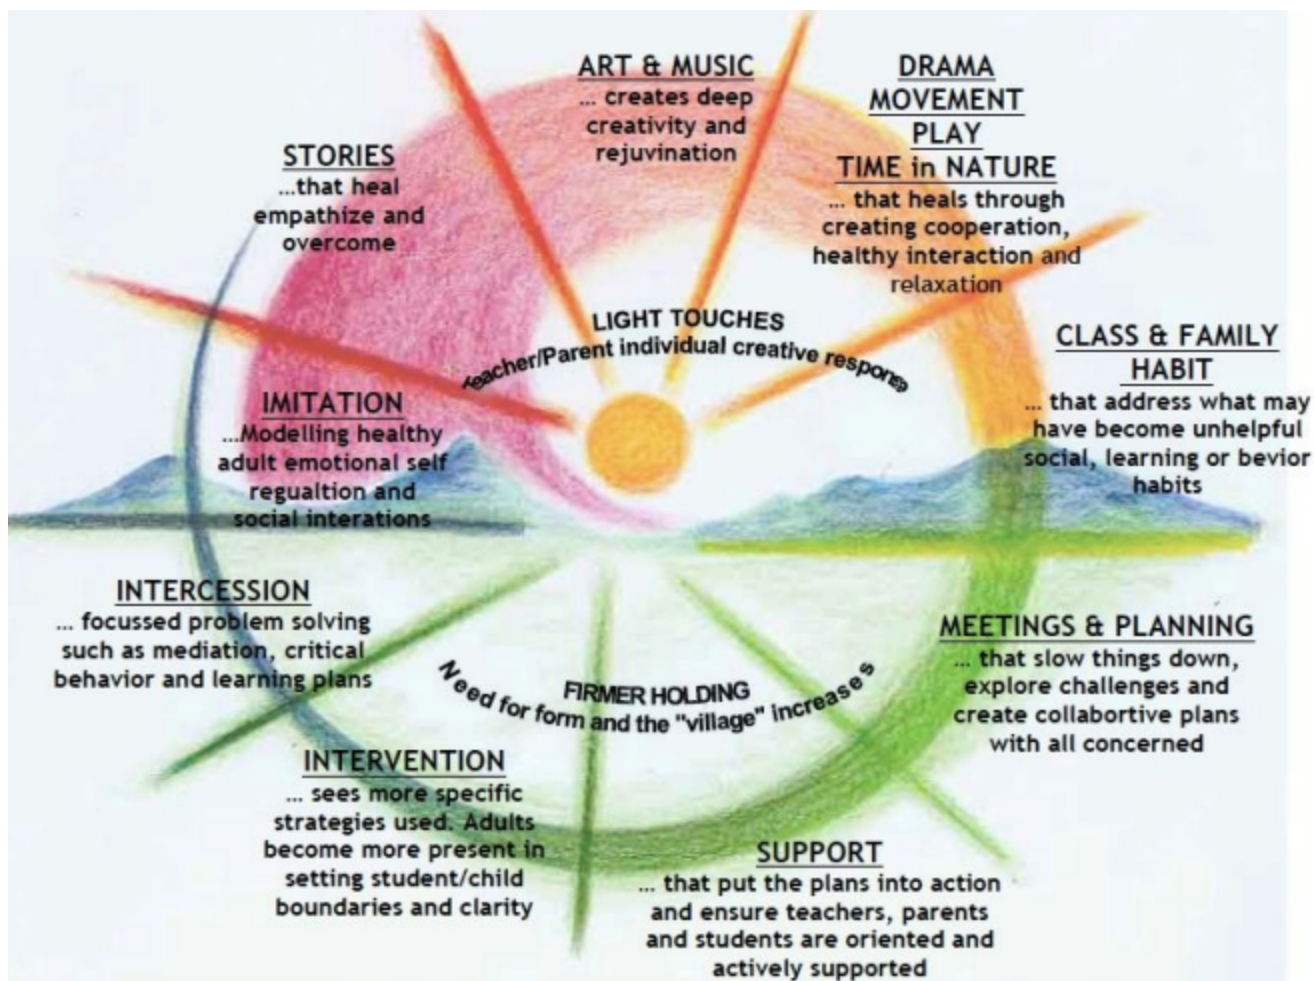 ART & MUSIC
... creates deep
creativity and
rejuvination
DRAMA
MOVEMENT
PLAY
TIME in NATURE
... that heals through
creating cooperation,
healthy interaction and
relaxation
STORIES
...that heal
empathize and
overcome
LIGHT TOUCHES
Teacher/Parent individual creative response
CLASS & FAMILY
HABIT
... that address what may
have become unhelpful
social, learning or bevior
habits
IMITATION
...Modelling healthy
adult emotional self
regualtion and
social interations
INTERCESSION
... focussed problem solving
such as mediation, critical
behavior and learning plans
MEETINGS & PLANNING
... that slow things down,
explore challenges and
create collabortive plans
with all concerned
FIRMER HOLDING
Need for form and the "village" increases
INTERVENTION
... sees more specific
strategies used. Adults
become more present in
setting student/child
boundaries and clarity
SUPPORT
... that put the plans into action
and ensure teachers, parents
and students are oriented and
actively supported